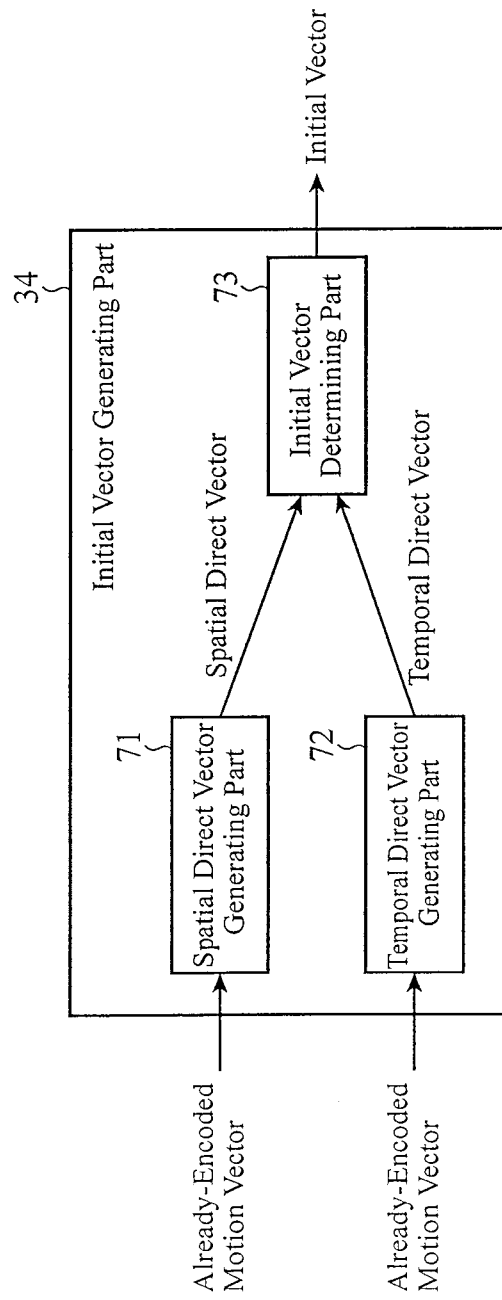 34
Initial Vector Generating Part
Already-Encoded
Motion Vector
71
Spatial Direct Vector
Generating Part
Spatial Direct Vector
Already-Encoded
Motion Vector
72
Temporal Direct Vector
Generating Part
Temporal Direct Vector
73
Initial Vector
Determining Part
Initial Vector